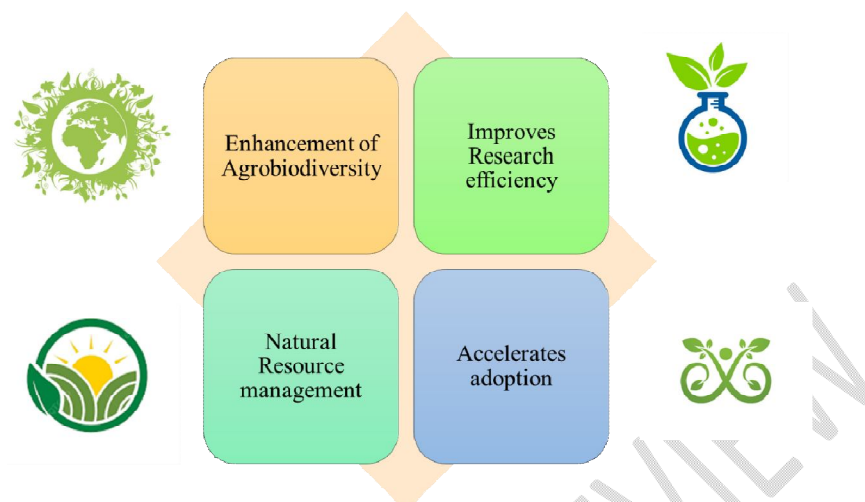 Enhancement of
Agrobiodiversity
Improves
Research
efficiency
Natural
Resource
management
Accelerates
adoption